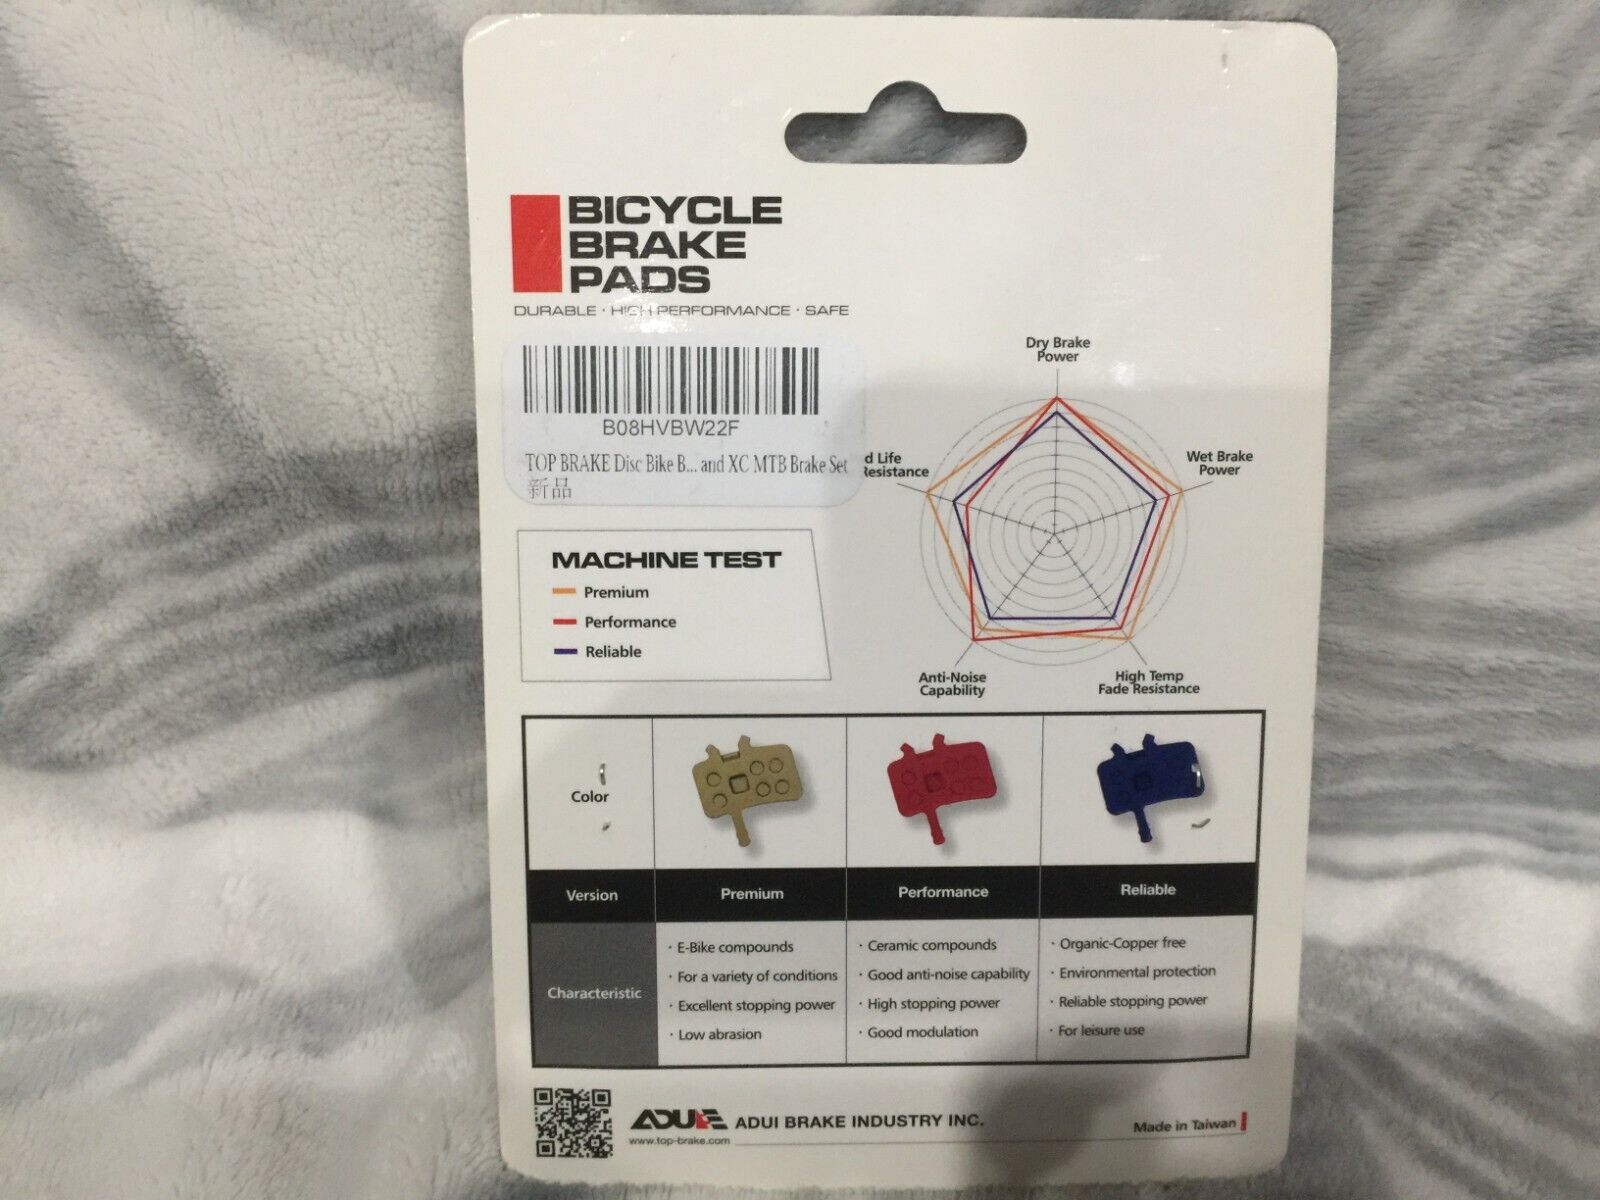 BICYCLE
BRAKE
PADS
DURABLE · HIGH PERFORMANCE · SAFE
B08HVBW22F
TOP BRAKE Disc Bike B... and XC MTB Brake Set
新品
Dry Brake
Power
Wet Brake
Power
d Life
Resistance
Anti-Noise
Capability
High Temp
Fade Resistance
MACHINE TEST
Premium
Performance
Reliable
Color
Version Premium Performance Reliable
Characteristic
· E-Bike compounds
· For a variety of conditions
· Excellent stopping power
· Low abrasion
· Ceramic compounds
· Good anti-noise capability
· High stopping power
· Good modulation
· Organic-Copper free
· Environmental protection
· Reliable stopping power
· For leisure use
ADUI ADUI BRAKE INDUSTRY INC.
www.top-brake.com
Made in Taiwan